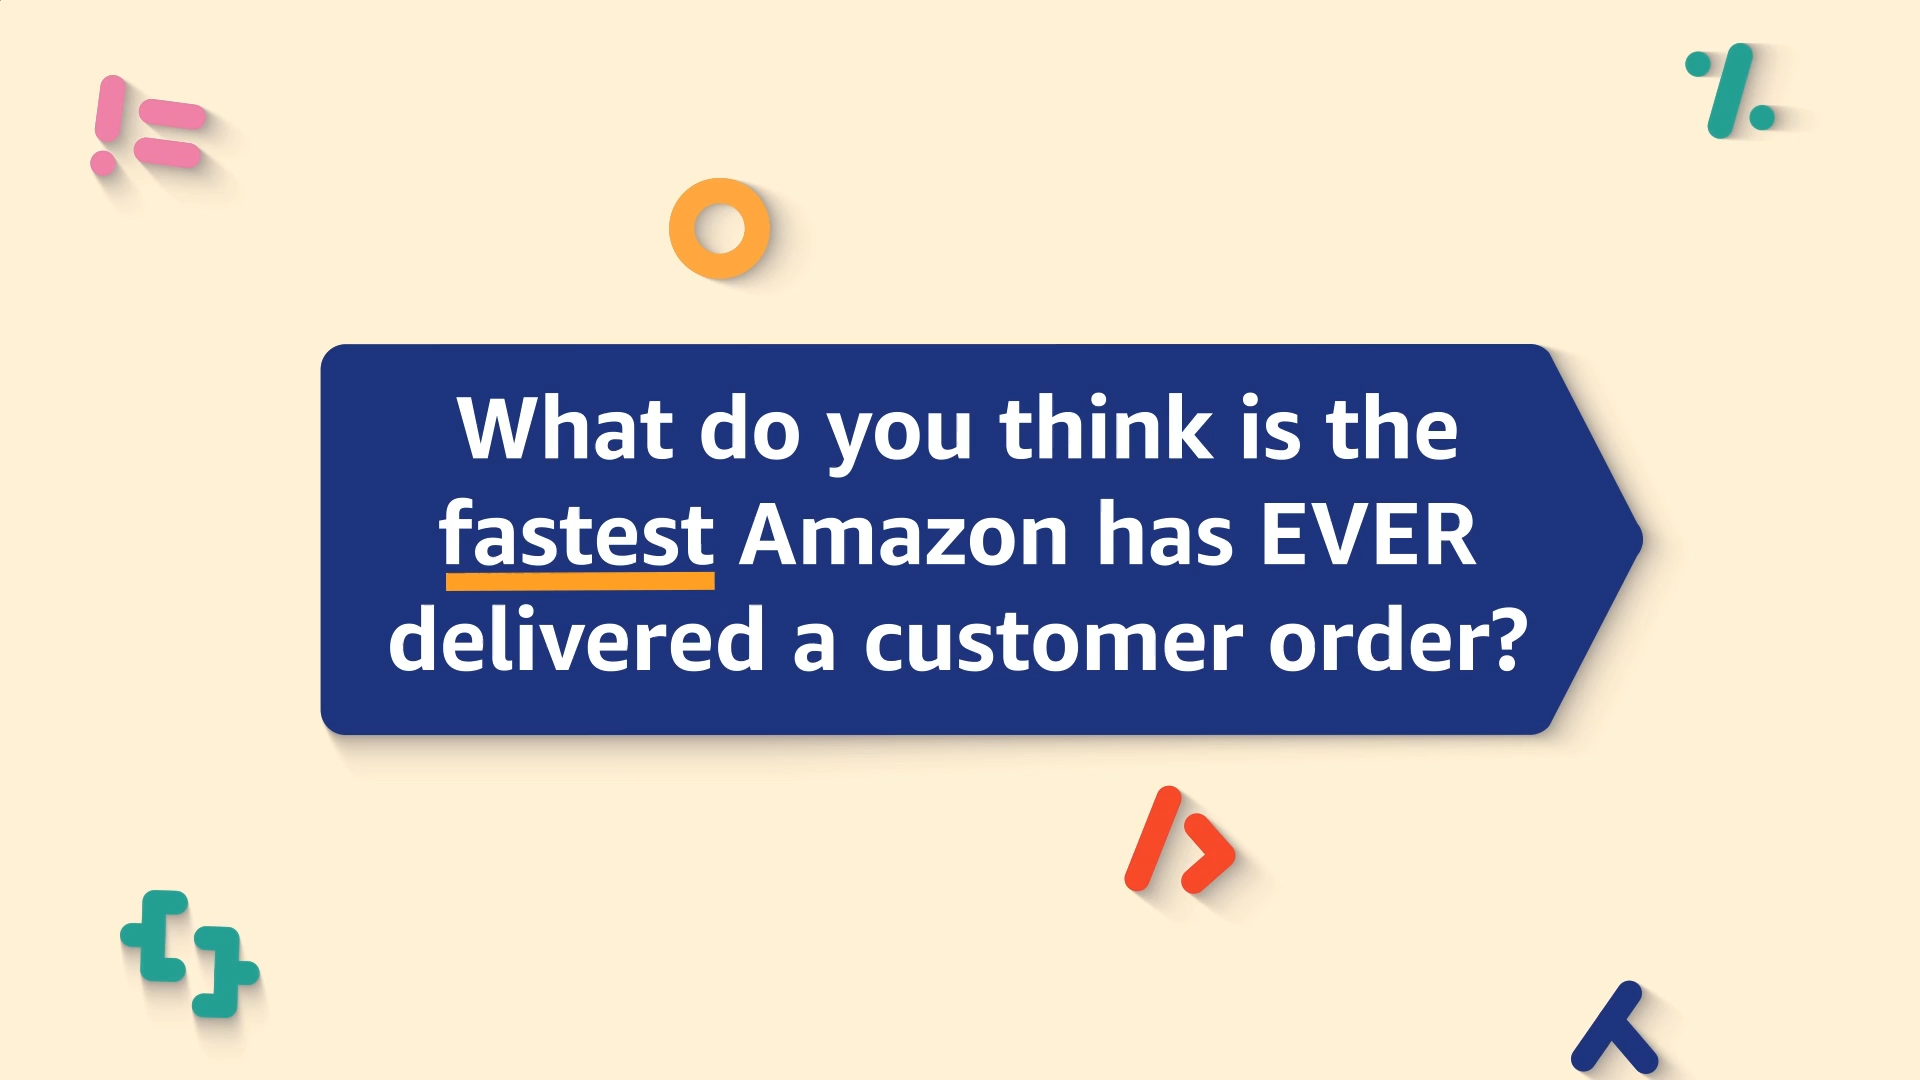 What do you think is the
fastest Amazon has EVER
delivered a customer order?